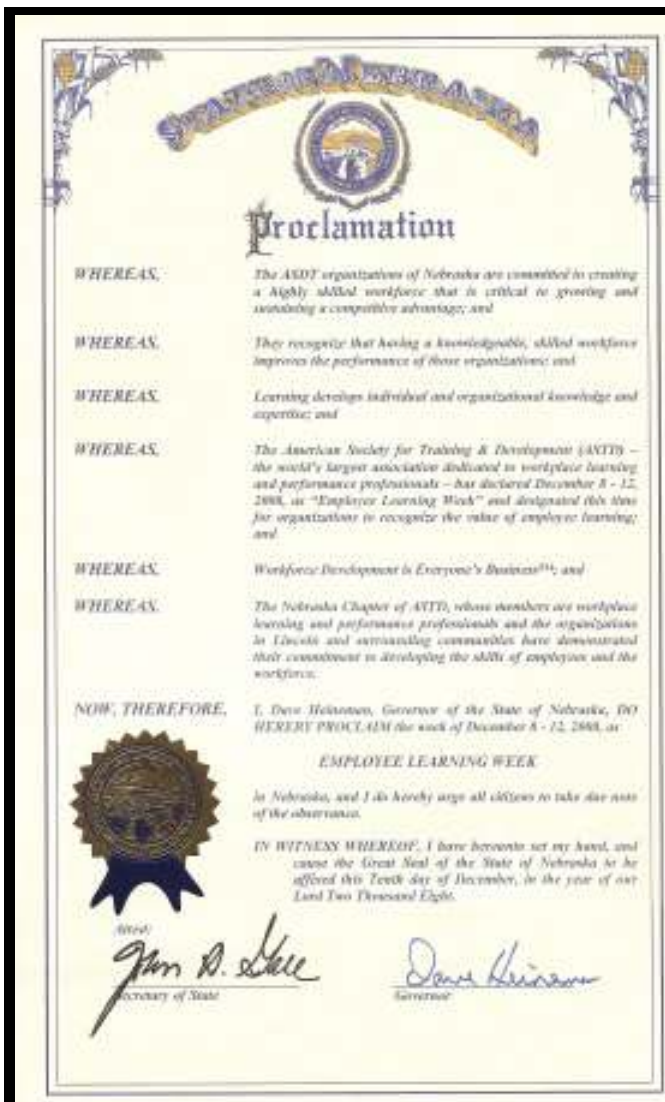 STATE OF NEBRASKA
Proclamation
WHEREAS, The ASDT organizations of Nebraska are committed to creating
a highly skilled workforce that is critical to growing and
sustaining a competitive advantage; and
WHEREAS, They recognize that having a knowledgeable, skilled workforce
improves the performance of those organizations; and
WHEREAS, Learning develops individual and organizational knowledge and
expertise; and
WHEREAS, The American Society for Training & Development (ASTD) –
the world's largest association dedicated to workplace learning
and performance professionals – has declared December 8 - 12,
2008, as "Employee Learning Week" and designated this time
for organizations to recognize the value of employee learning;
and
WHEREAS, Workforce Development is Everyone's Business™; and
WHEREAS, The Nebraska Chapter of ASTD, whose members are workplace
learning and performance professionals and the organizations
in Lincoln and surrounding communities have demonstrated
their commitment to developing the skills of employees and the
workforce.
NOW, THEREFORE, I, Dave Heineman, Governor of the State of Nebraska, DO
HEREBY PROCLAIM the week of December 8 - 12, 2008, as
EMPLOYEE LEARNING WEEK
in Nebraska, and I do hereby urge all citizens to take due note
of the observance.
IN WITNESS WHEREOF, I have hereunto set my hand, and
cause the Great Seal of the State of Nebraska to be
affixed this Tenth day of December, in the year of our
Lord Two Thousand Eight.
Attest:
John A. Gale Dave Heineman
Secretary of State Governor